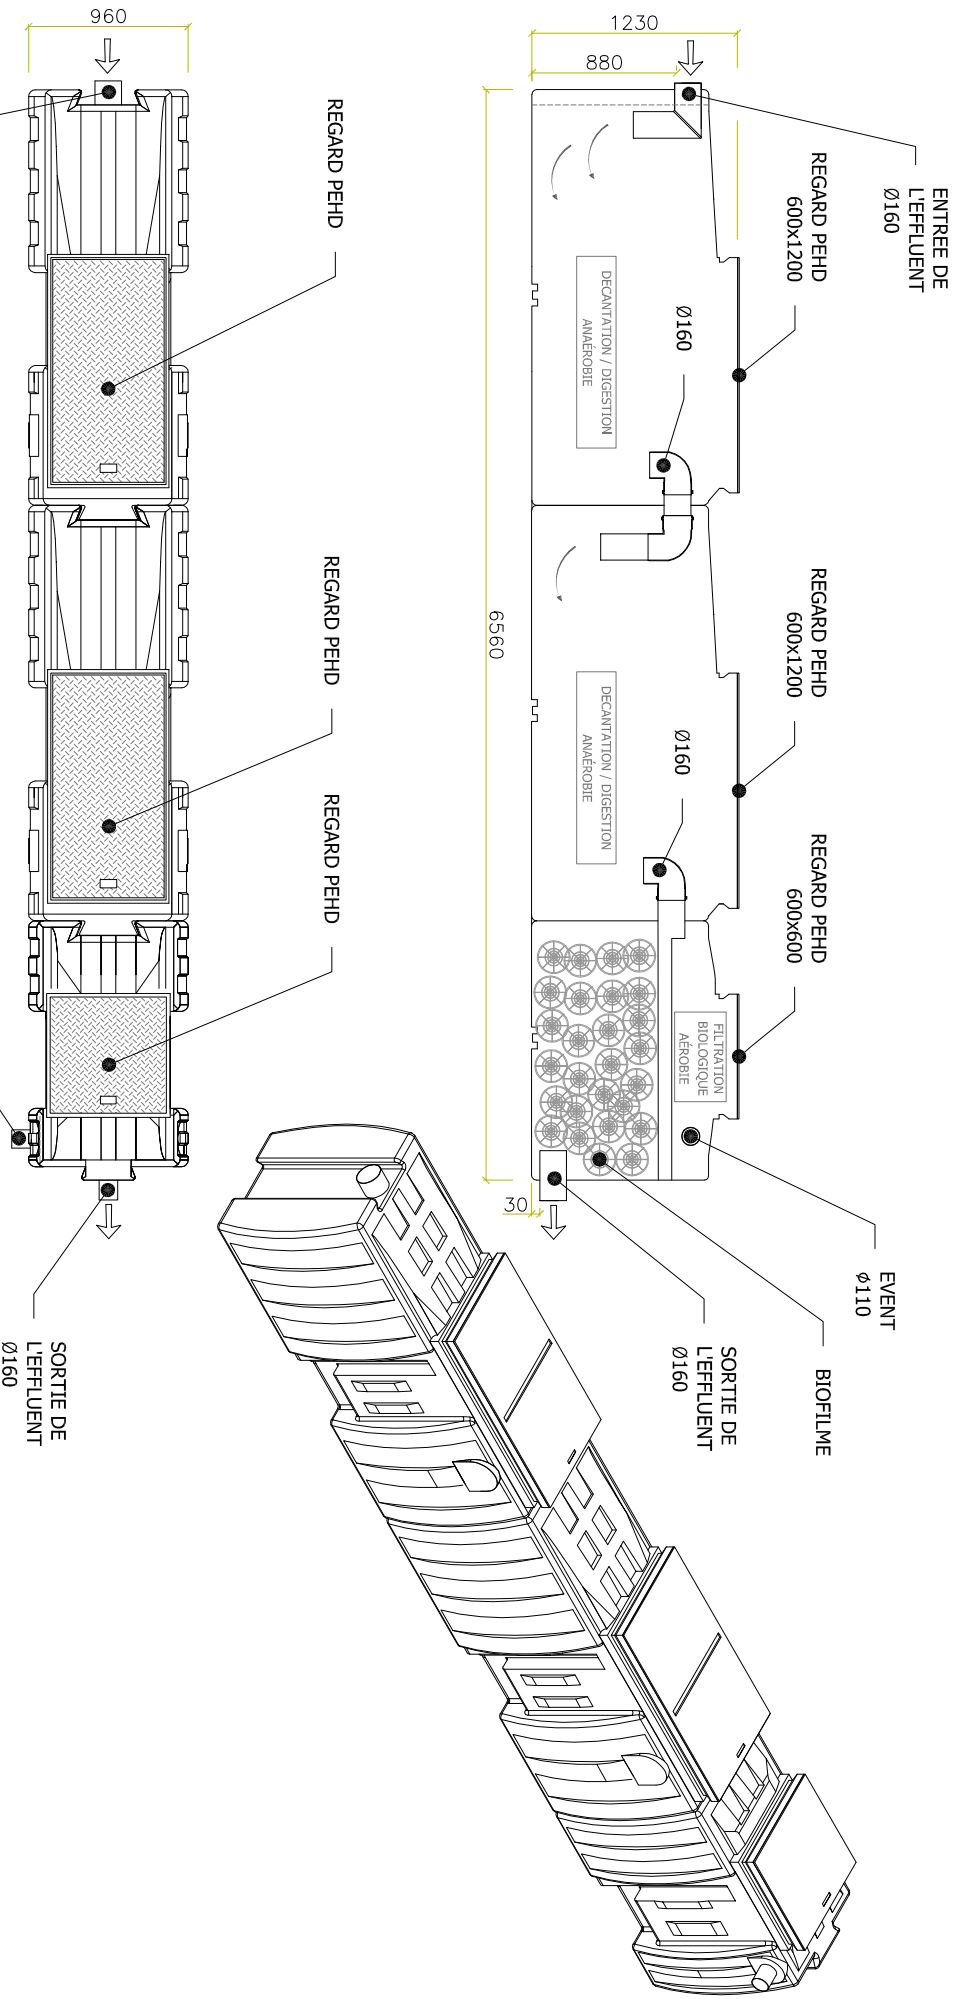 ENTREE DE
L'EFFLUENT
Ø160
REGARD PEHD
600x1200
REGARD PEHD
600x1200
REGARD PEHD
600x600
EVENT
Ø110
BIOFILME
SORTIE DE
L'EFFLUENT
Ø160
1230
880
Ø160
Ø160
DECANTATION / DIGESTION
ANAÉROBIE
DECANTATION / DIGESTION
ANAÉROBIE
FILTRATION
BIOLOGIQUE
AÉROBIE
30
6560
REGARD PEHD
REGARD PEHD
REGARD PEHD
960
SORTIE DE
L'EFFLUENT
Ø160